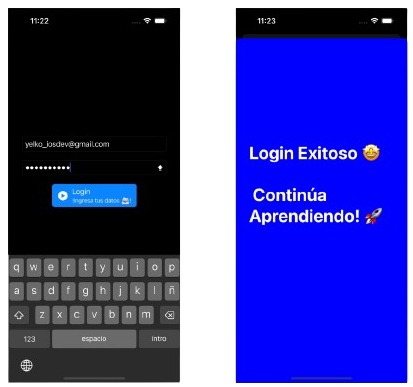 11:22
yelko_iosdev@gmail.com
••••••••••
Login
Ingresa tus datos 📩!
q w e r t y u i o p
a s d f g h j k l ñ
z x c v b n m
123 espacio intro
11:23
Login Exitoso 🤩
Continúa
Aprendiendo! 🚀